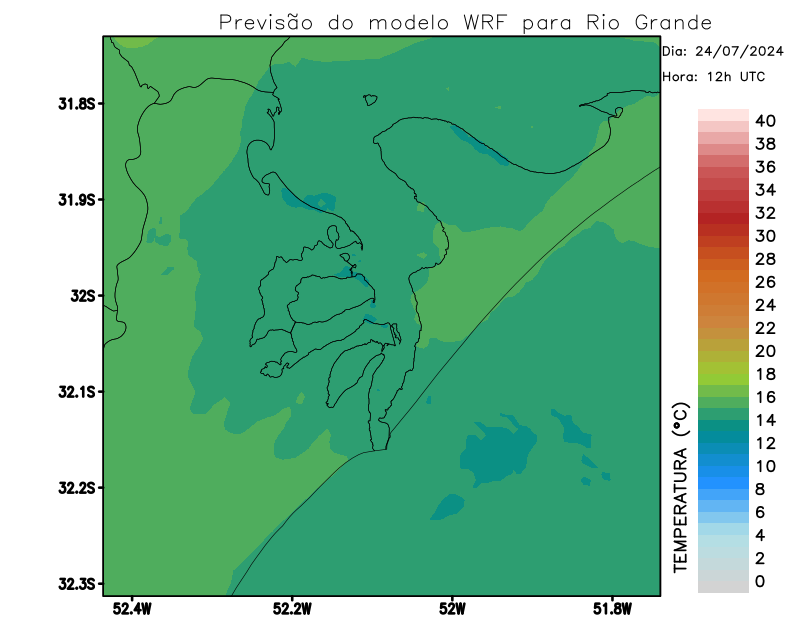 Previsão do modelo WRF para Rio Grande
Dia: 24/07/2024
Hora: 12h UTC
31.8S
31.9S
32S
32.1S
32.2S
32.3S
52.4W
52.2W
52W
51.8W
TEMPERATURA (°C)
40
38
36
34
32
30
28
26
24
22
20
18
16
14
12
10
8
6
4
2
0